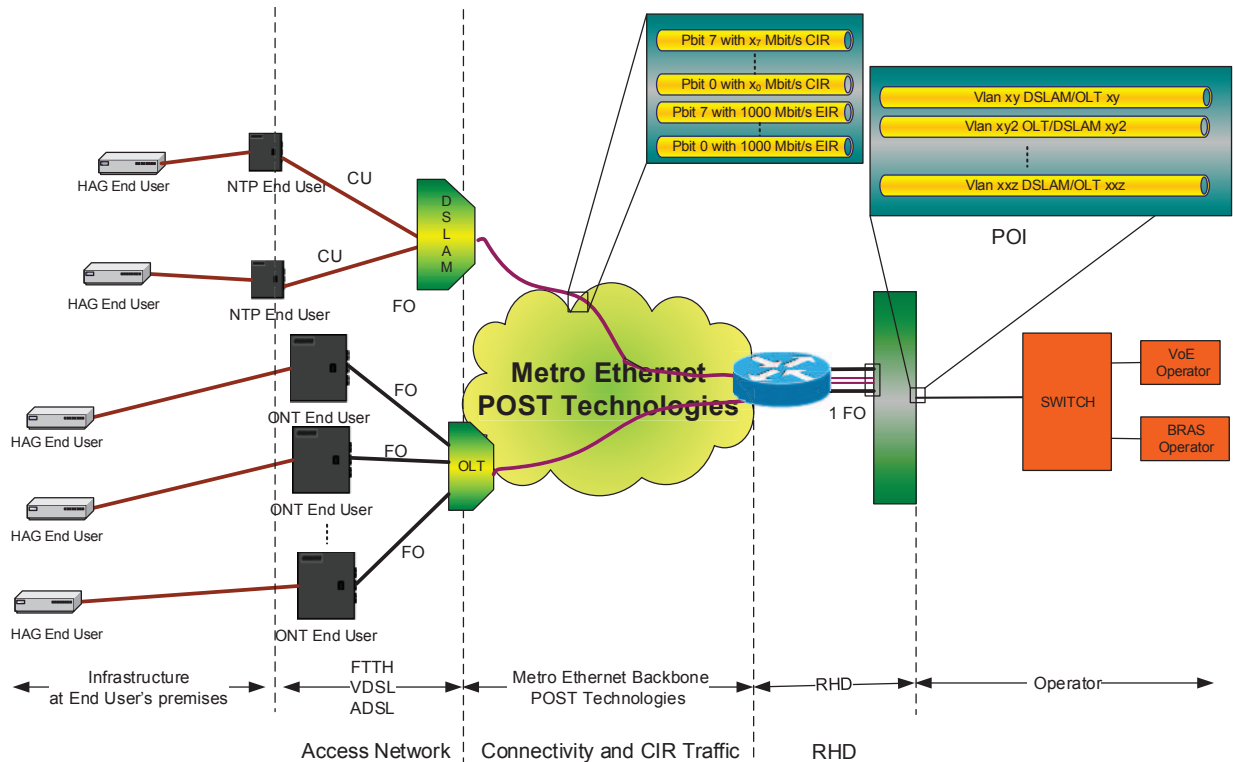 Pbit 7 with x₇ Mbit/s CIR
Pbit 0 with x₀ Mbit/s CIR
Pbit 7 with 1000 Mbit/s EIR
Pbit 0 with 1000 Mbit/s EIR
Vlan xy DSLAM/OLT xy
Vlan xy2 OLT/DSLAM xy2
Vlan xxz DSLAM/OLT xxz
POI
HAG End User
NTP End User
CU
DSLAM
HAG End User
NTP End User
CU
FO
Metro Ethernet
POST Technologies
1 FO
SWITCH
VoE
Operator
BRAS
Operator
HAG End User
ONT End User
FO
OLT
HAG End User
ONT End User
FO
HAG End User
ONT End User
FO
Infrastructure
at End User's premises
FTTH
VDSL
ADSL
Metro Ethernet Backbone
POST Technologies
RHD
Operator
Access Network
Connectivity and CIR Traffic
RHD